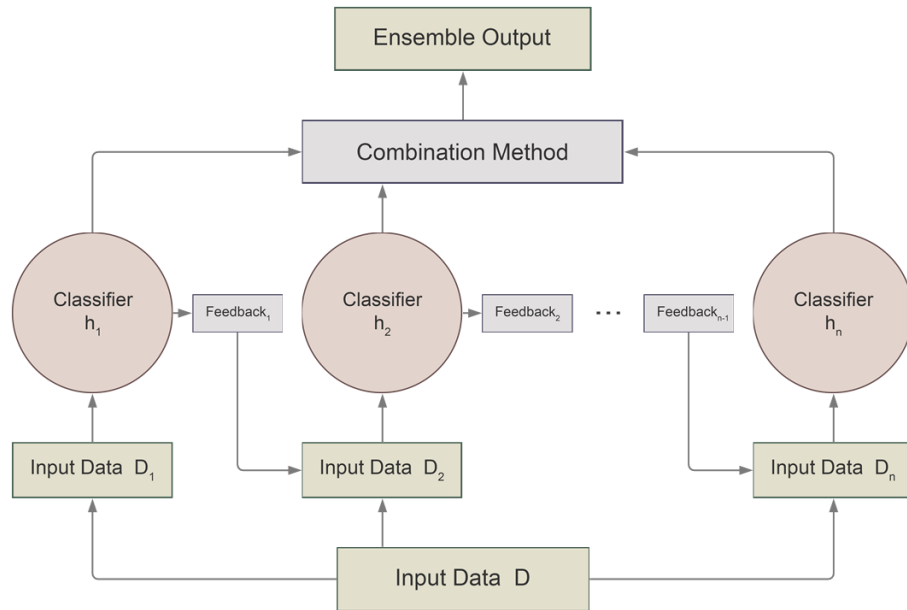 Ensemble Output
Combination Method
Classifier
h₁
Feedback₁
Classifier
h₂
Feedback₂
...
Feedbackₙ₋₁
Classifier
hₙ
Input Data D₁
Input Data D₂
Input Data Dₙ
Input Data D